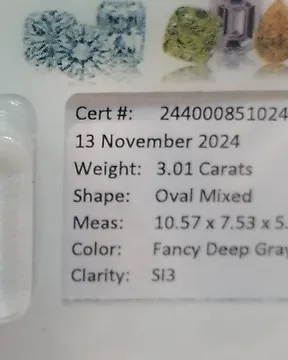 Cert #: 244000851024
13 November 2024
Weight: 3.01 Carats
Shape: Oval Mixed
Meas: 10.57 x 7.53 x 5.
Color: Fancy Deep Gray
Clarity: SI3